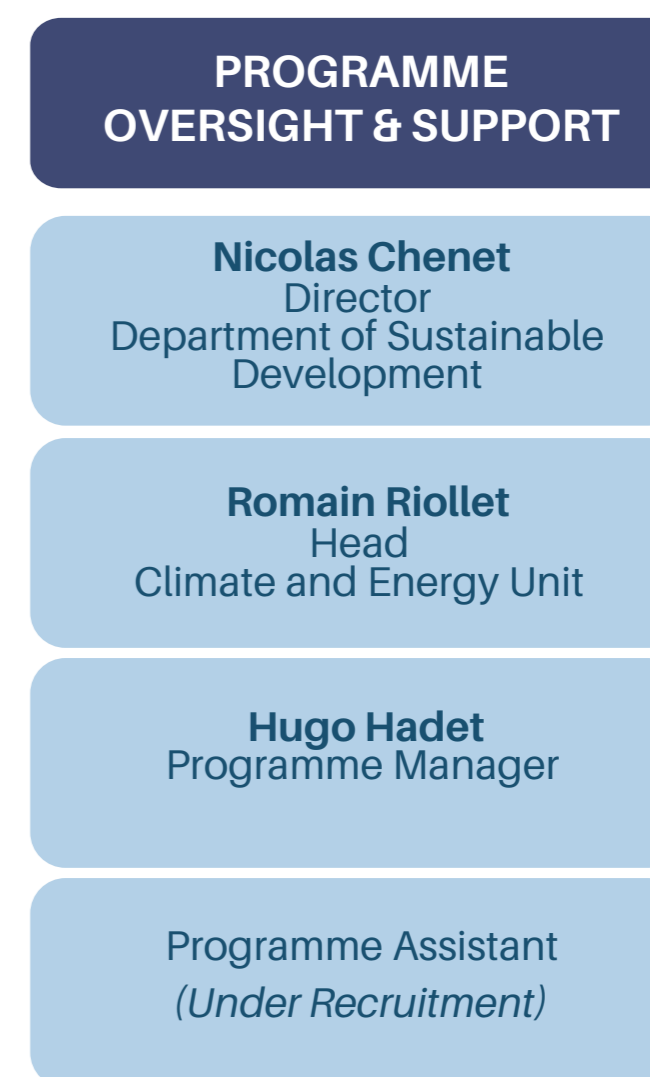 PROGRAMME
OVERSIGHT & SUPPORT
Nicolas Chenet
Director
Department of Sustainable
Development
Romain Riollet
Head
Climate and Energy Unit
Hugo Hadet
Programme Manager
Programme Assistant
(Under Recruitment)